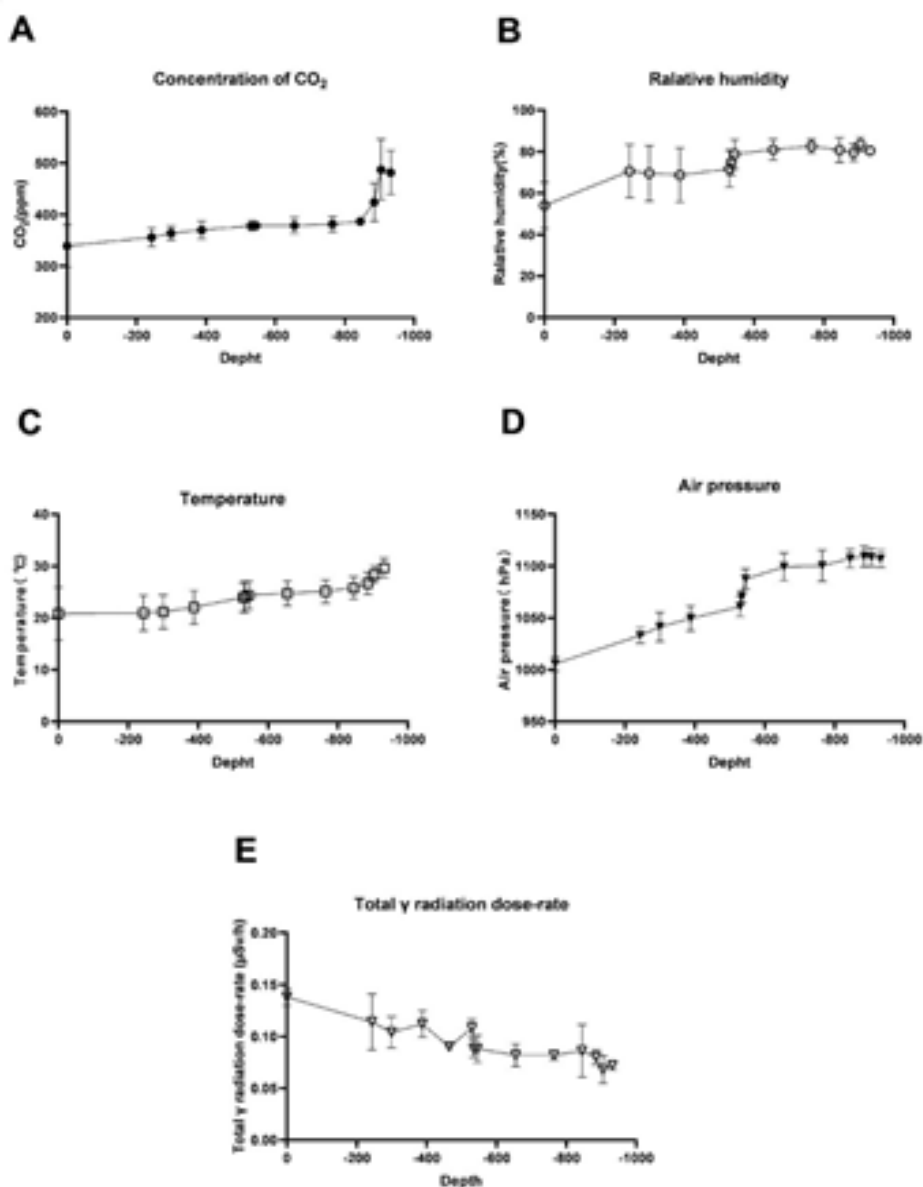 A
Concentration of CO₂
CO₂(ppm)
600
500
400
300
200
0 -200 -400 -600 -800 -1000
Depht
B
Ralative humidity
Ralative humidity(%)
100
80
60
40
20
0
0 -200 -400 -600 -800 -1000
Depht
C
Temperature
Temperature(℃)
40
30
20
10
0
0 -200 -400 -600 -800 -1000
Depht
D
Air pressure
Air pressure(hPa)
1150
1100
1050
1000
950
0 -200 -400 -600 -800 -1000
Depht
E
Total γ radiation dose-rate
Total γ radiation dose-rate (μSv/h)
0.20
0.15
0.10
0.05
0.00
0 -200 -400 -600 -800 -1000
Depth